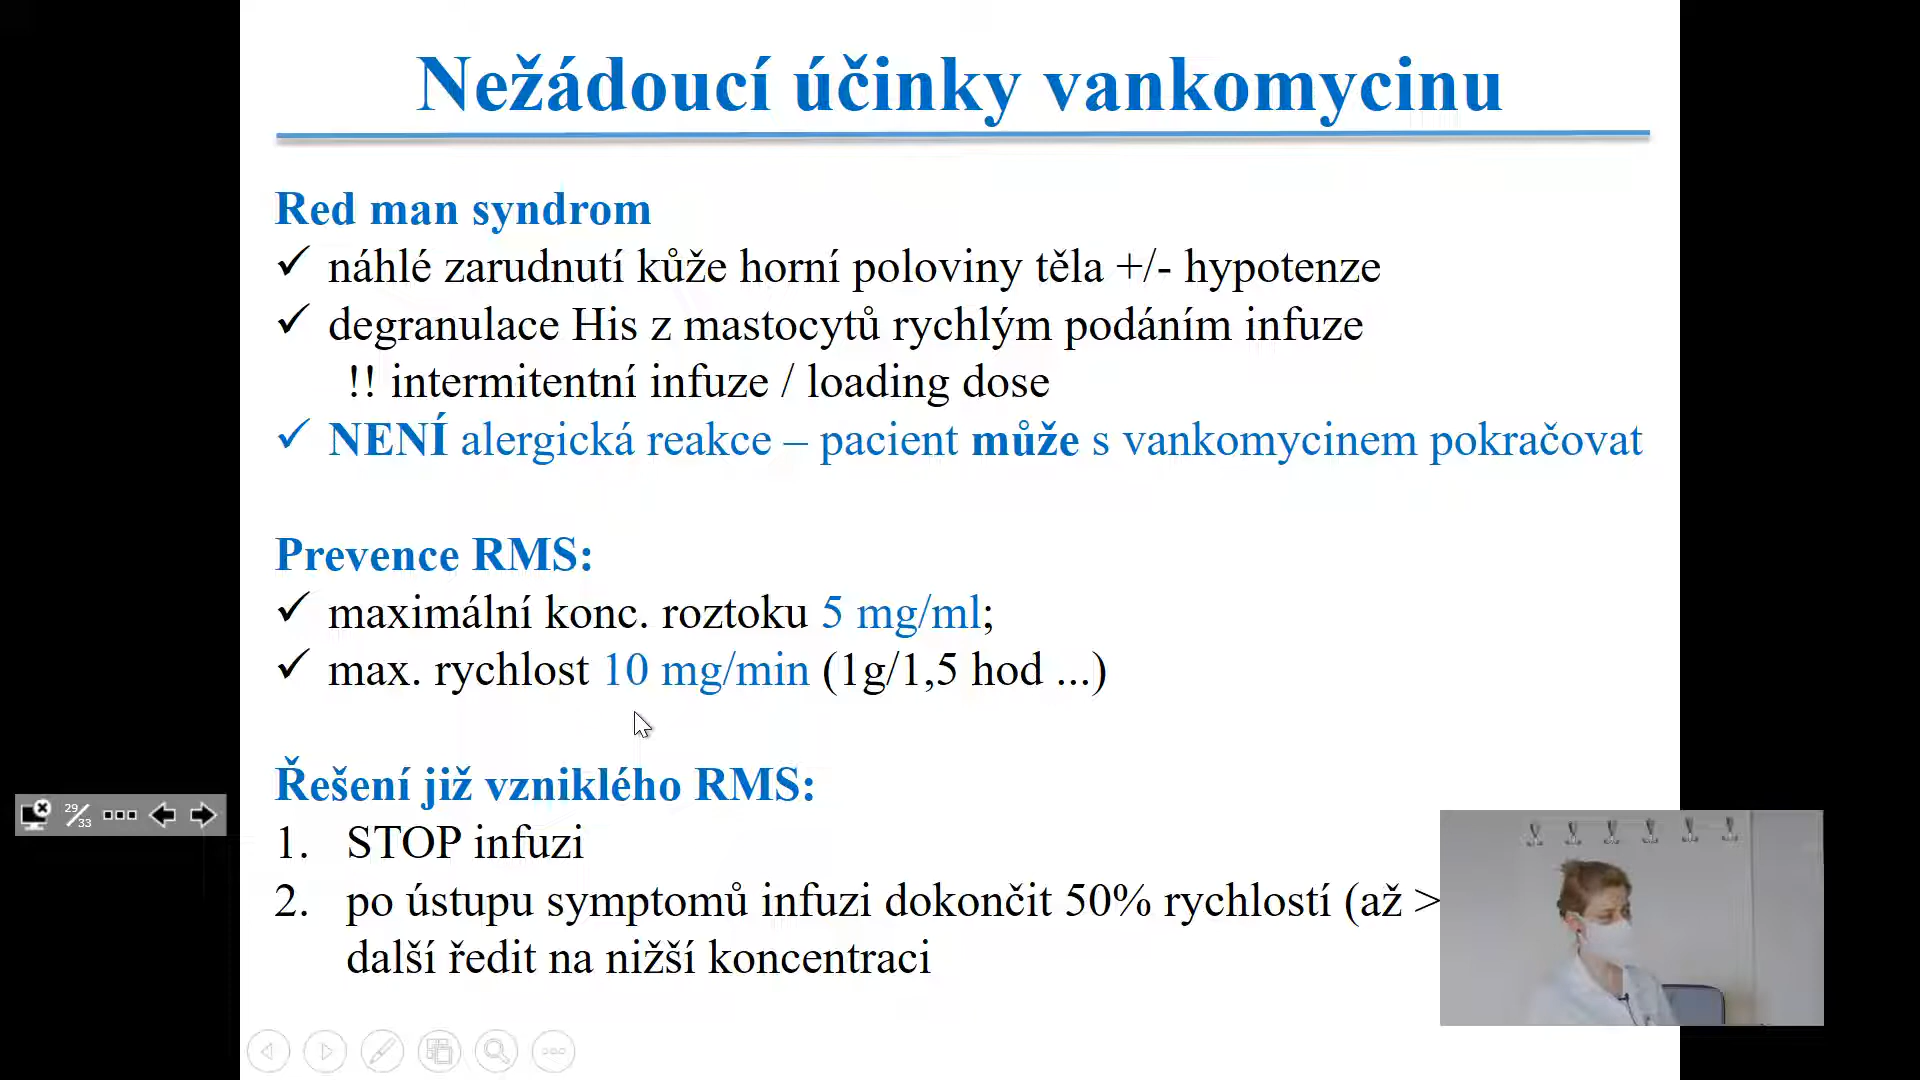 Nežádoucí účinky vankomycinu
Red man syndrom
✓ náhlé zarudnutí kůže horní poloviny těla +/- hypotenze
✓ degranulace His z mastocytů rychlým podáním infuze
!! intermitentní infuze / loading dose
✓ NENÍ alergická reakce – pacient může s vankomycinem pokračovat
Prevence RMS:
✓ maximální konc. roztoku 5 mg/ml;
✓ max. rychlost 10 mg/min (1g/1,5 hod ...)
Řešení již vzniklého RMS:
1. STOP infuzi
2. po ústupu symptomů infuzi dokončit 50% rychlostí (až >
další ředit na nižší koncentraci
29/33